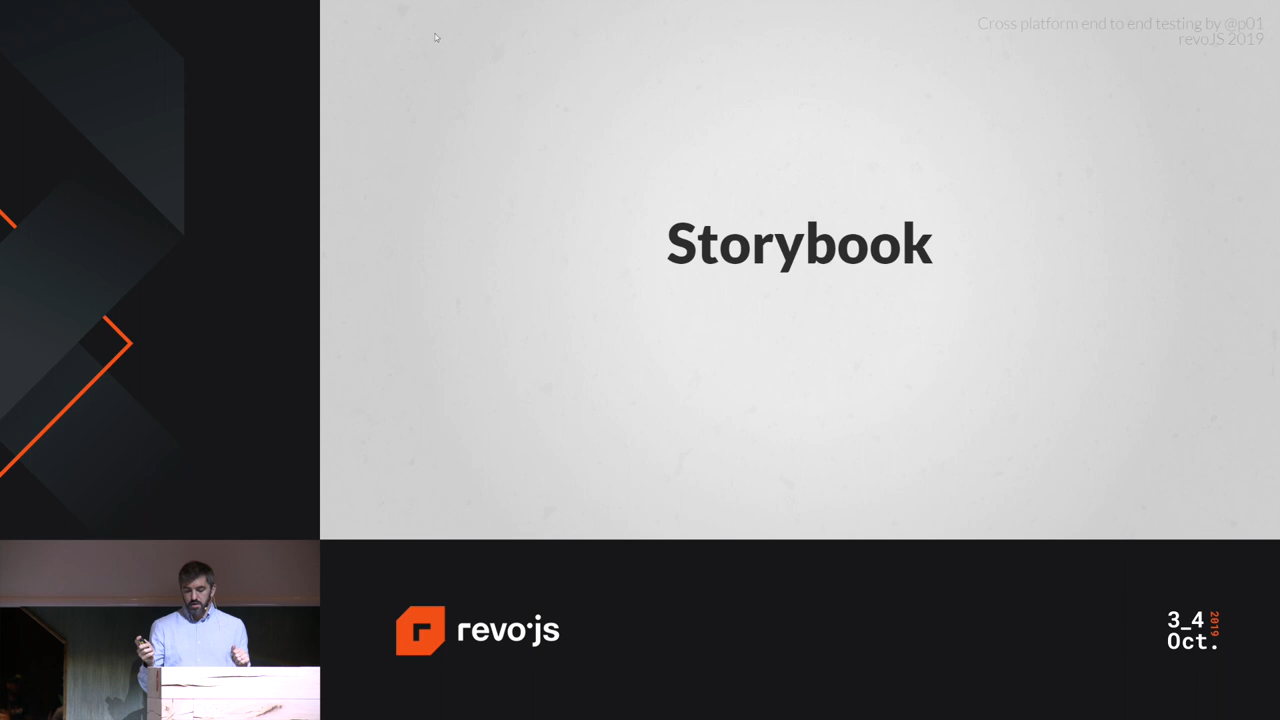 Cross platform end to end testing by @p01
revoJS 2019
Storybook
r revo·js
3_4 2019
Oct.